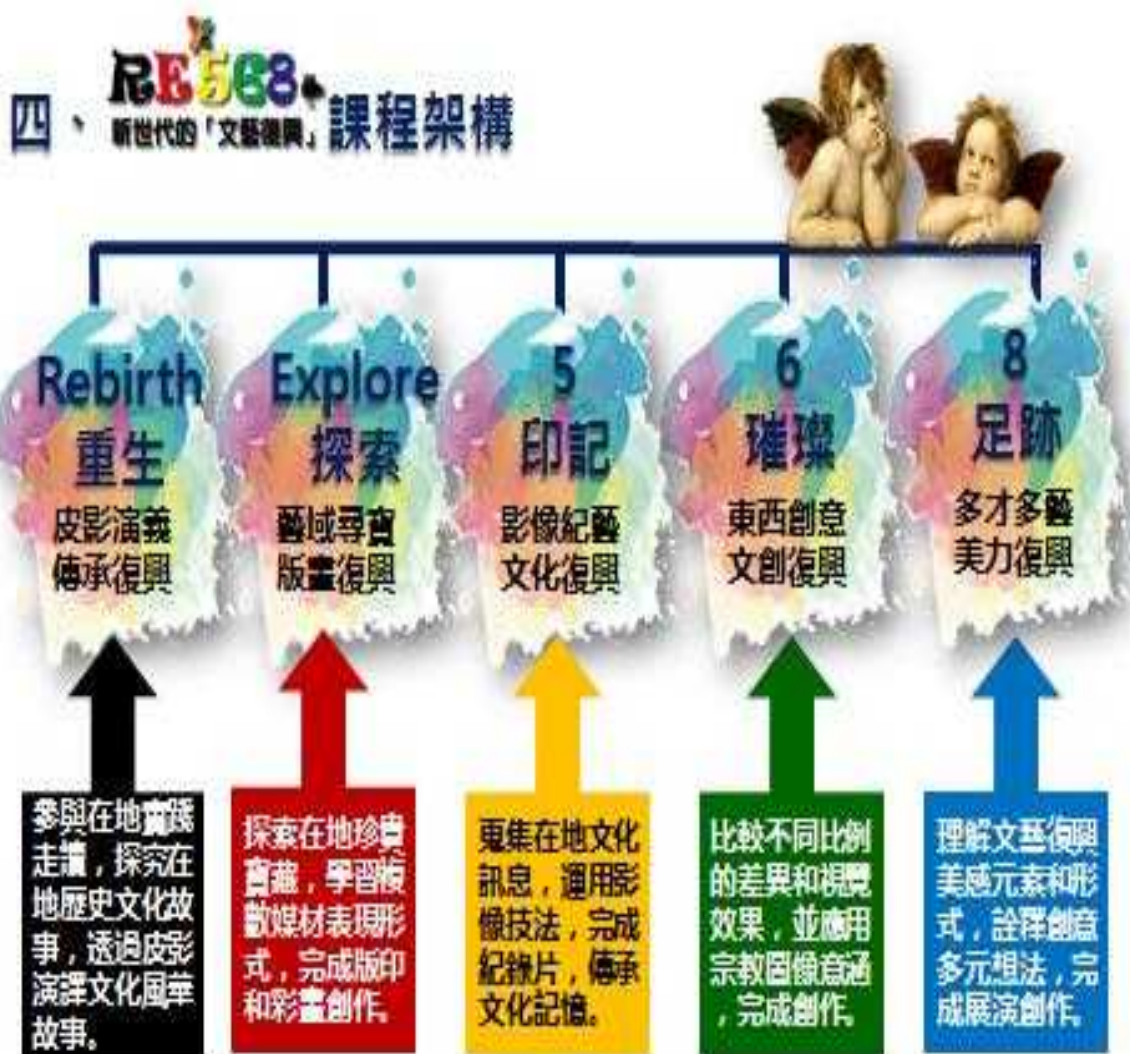 四、RE568
新世代的「文藝復興」課程架構
Rebirth
重生
皮影演義
傳承復興
Explore
探索
藝域尋寶
版畫復興
5
印記
影像紀藝
文化復興
6
璀璨
東西創意
文創復興
8
足跡
多才多藝
美力復興
參與在地實踐
走讀，探究在
地歷史文化故
事，透過皮影
演譯文化風華
故事。
探索在地珍貴
寶藏，學習複
數媒材表現形
式，完成版印
和彩畫創作。
蒐集在地文化
訊息，運用影
像技法，完成
紀錄片，傳承
文化記憶。
比較不同比例
的差異和視覺
效果，並應用
宗教圖像意涵
，完成創作。
理解文藝復興
美感元素和形
式，詮釋創意
多元想法，完
成展演創作。